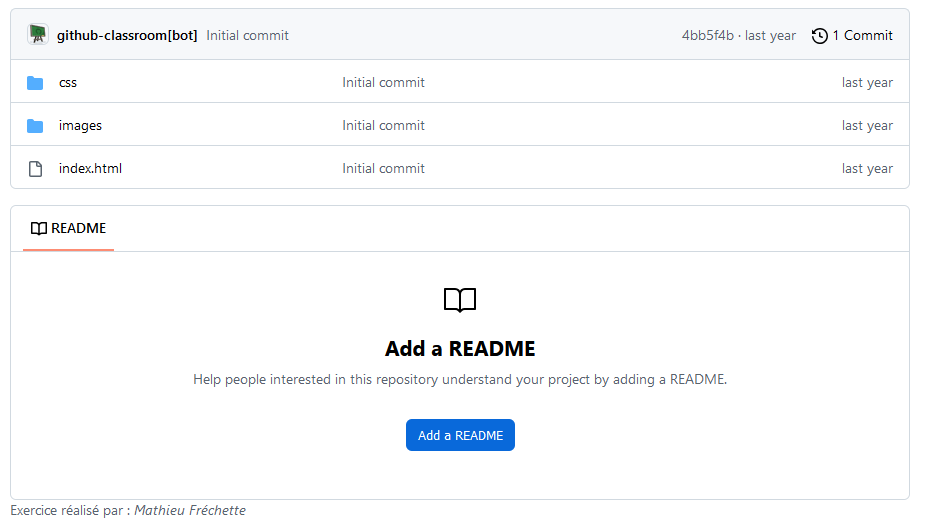 github-classroom[bot] Initial commit 4bb5f4b · last year 1 Commit
css Initial commit last year
images Initial commit last year
index.html Initial commit last year
README
Add a README
Help people interested in this repository understand your project by adding a README.
Add a README
Exercice réalisé par : Mathieu Fréchette